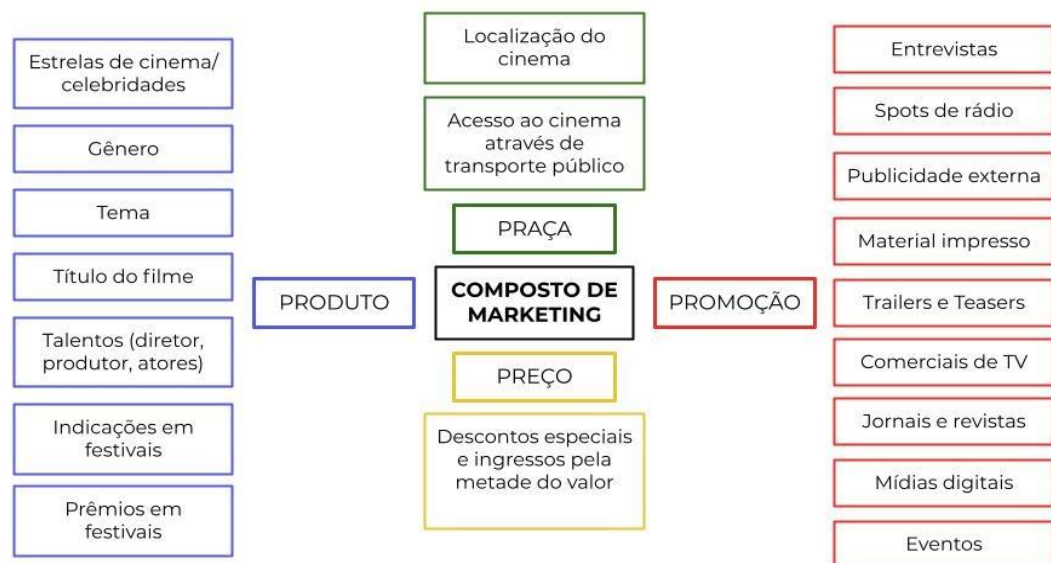 Estrelas de cinema/
celebridades
Gênero
Tema
Título do filme
Talentos (diretor,
produtor, atores)
Indicações em
festivais
Prêmios em
festivais
PRODUTO
Localização do
cinema
Acesso ao cinema
através de
transporte público
PRAÇA
COMPOSTO DE
MARKETING
PREÇO
Descontos especiais
e ingressos pela
metade do valor
PROMOÇÃO
Entrevistas
Spots de rádio
Publicidade externa
Material impresso
Trailers e Teasers
Comerciais de TV
Jornais e revistas
Mídias digitais
Eventos